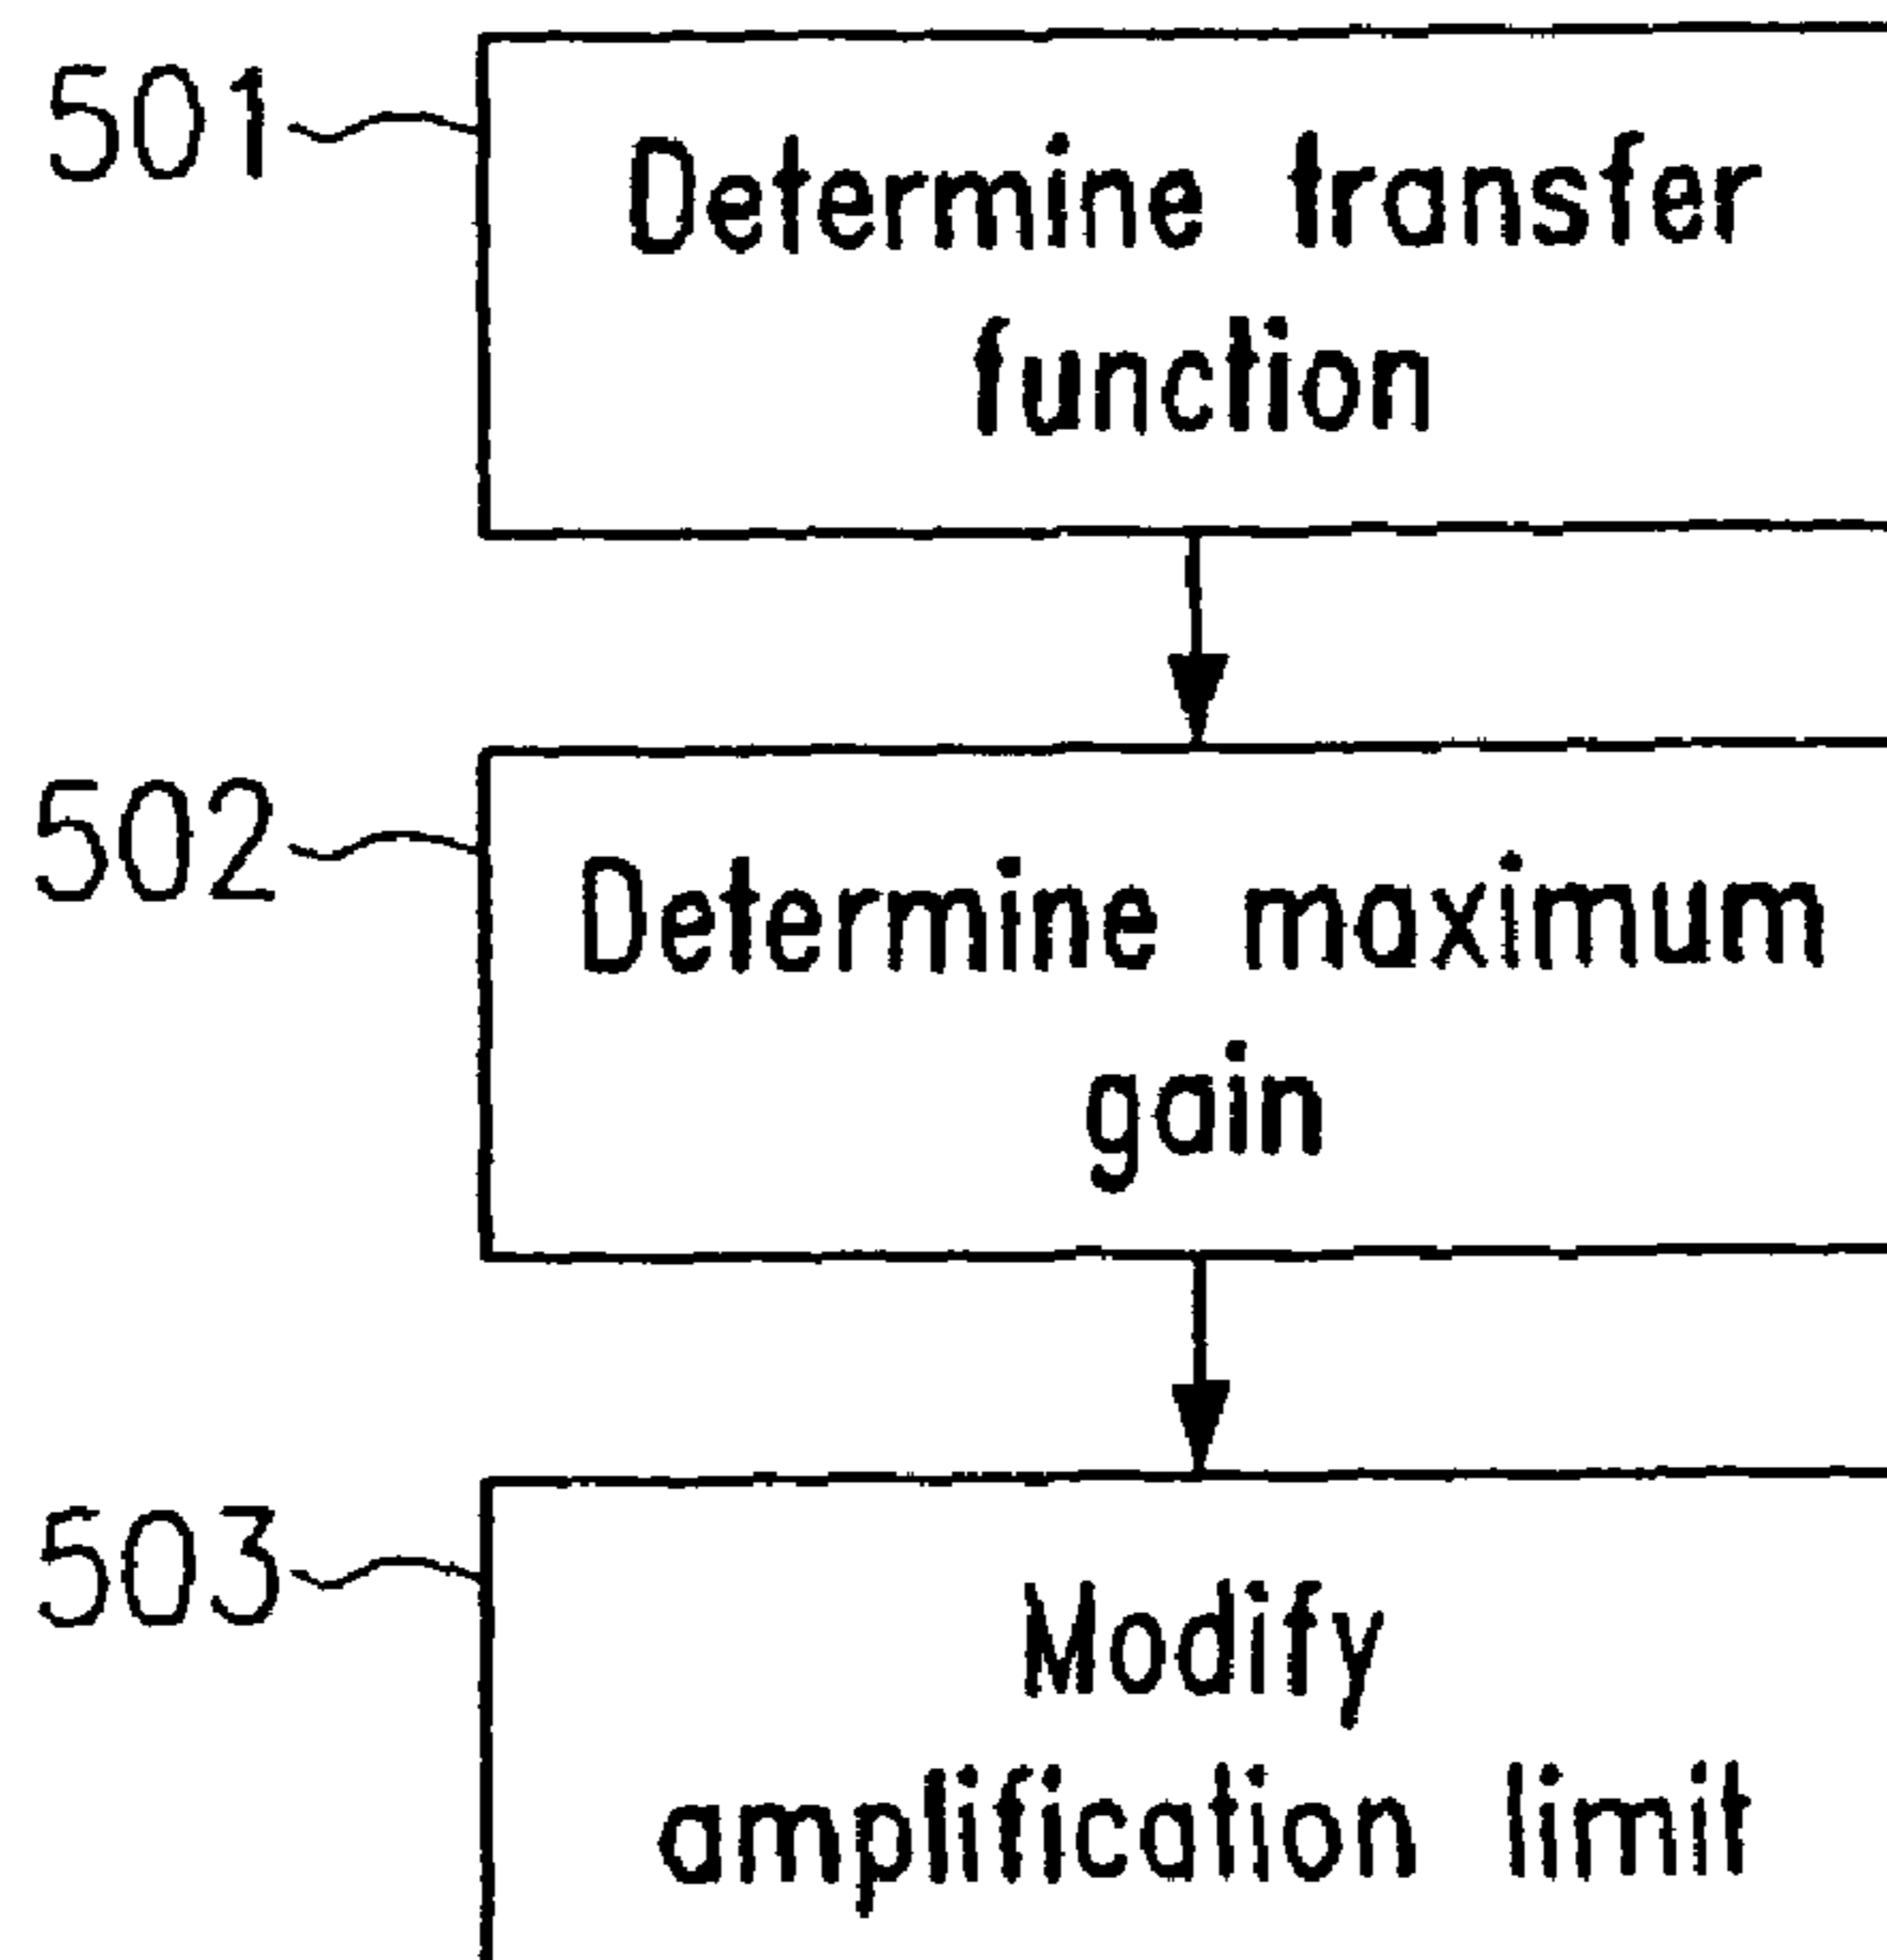 501
Determine transfer
function
502
Determine maximum
gain
503
Modify
amplification limit